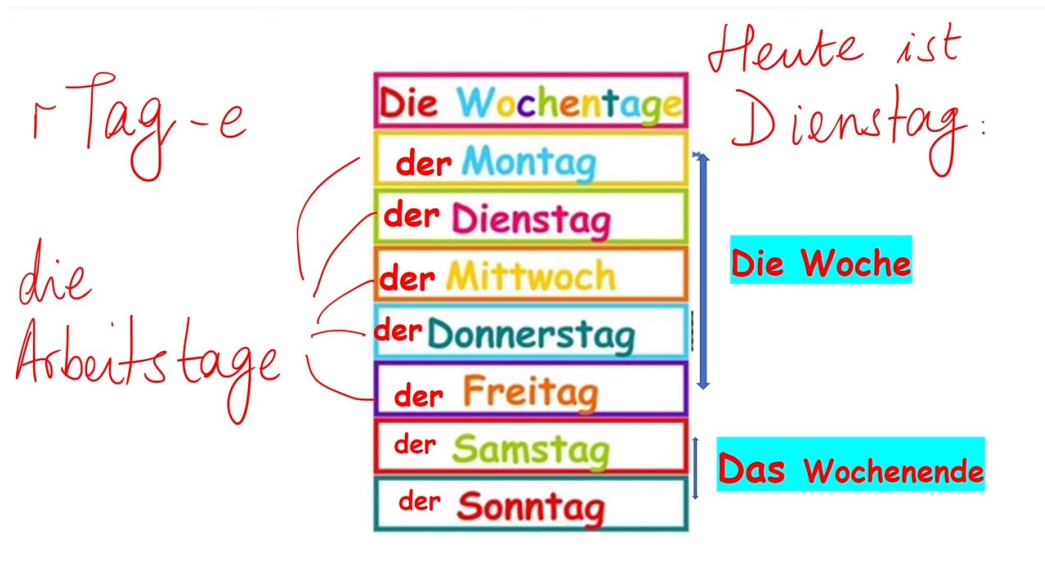 Heute ist
Dienstag.
r Tag-e
Die Wochentage
der Montag
der Dienstag
der Mittwoch
der Donnerstag
der Freitag
der Samstag
der Sonntag
die
Arbeitstage
Die Woche
Das Wochenende